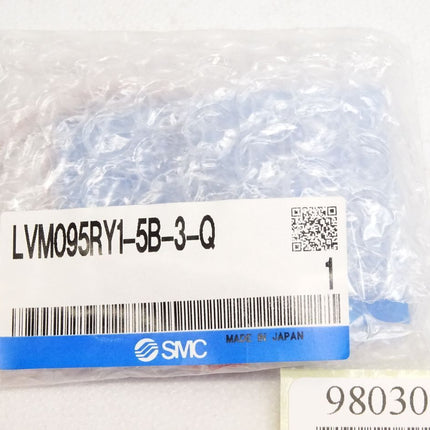 LVM095RY1-5B-3-Q
1
MADE IN JAPAN
SMC
98030